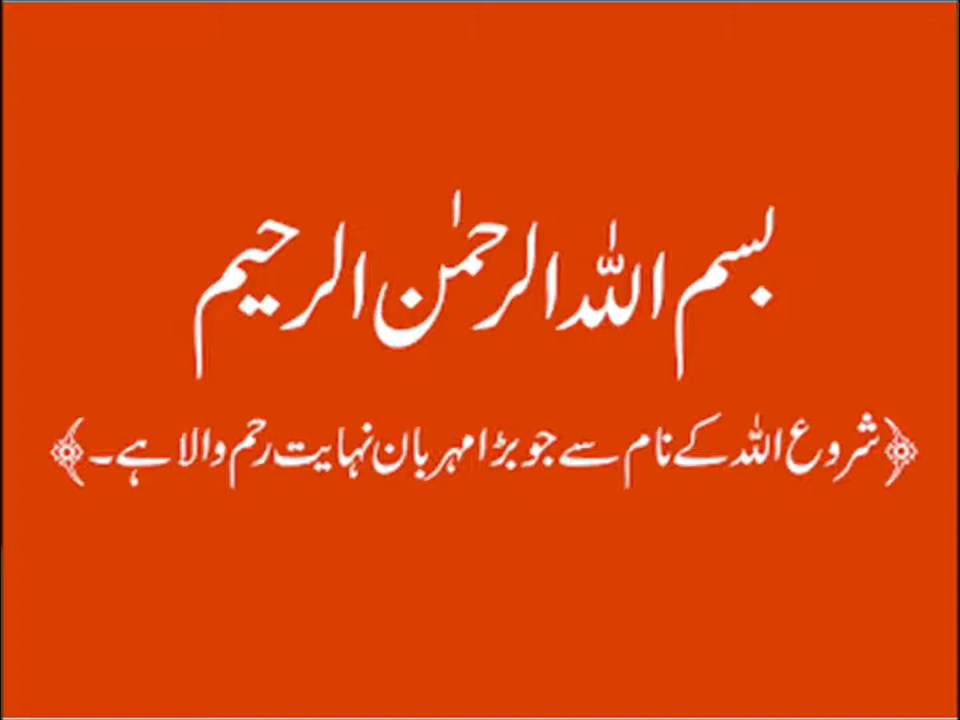 بسم اللہ الرحمٰن الرحیم
﴿شروع اللہ کے نام سے جو بڑا مہربان نہایت رحم والا ہے۔﴾